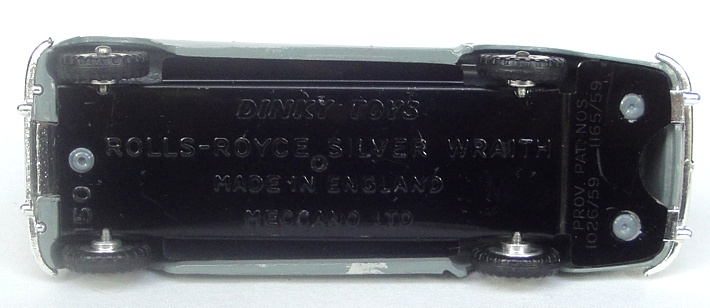 DINKY TOYS
ROLLS-ROYCE SILVER WRAITH
MADE IN ENGLAND
MECCANO LTD
150
PROV. PAT. NOS.
1026/59 1165/59